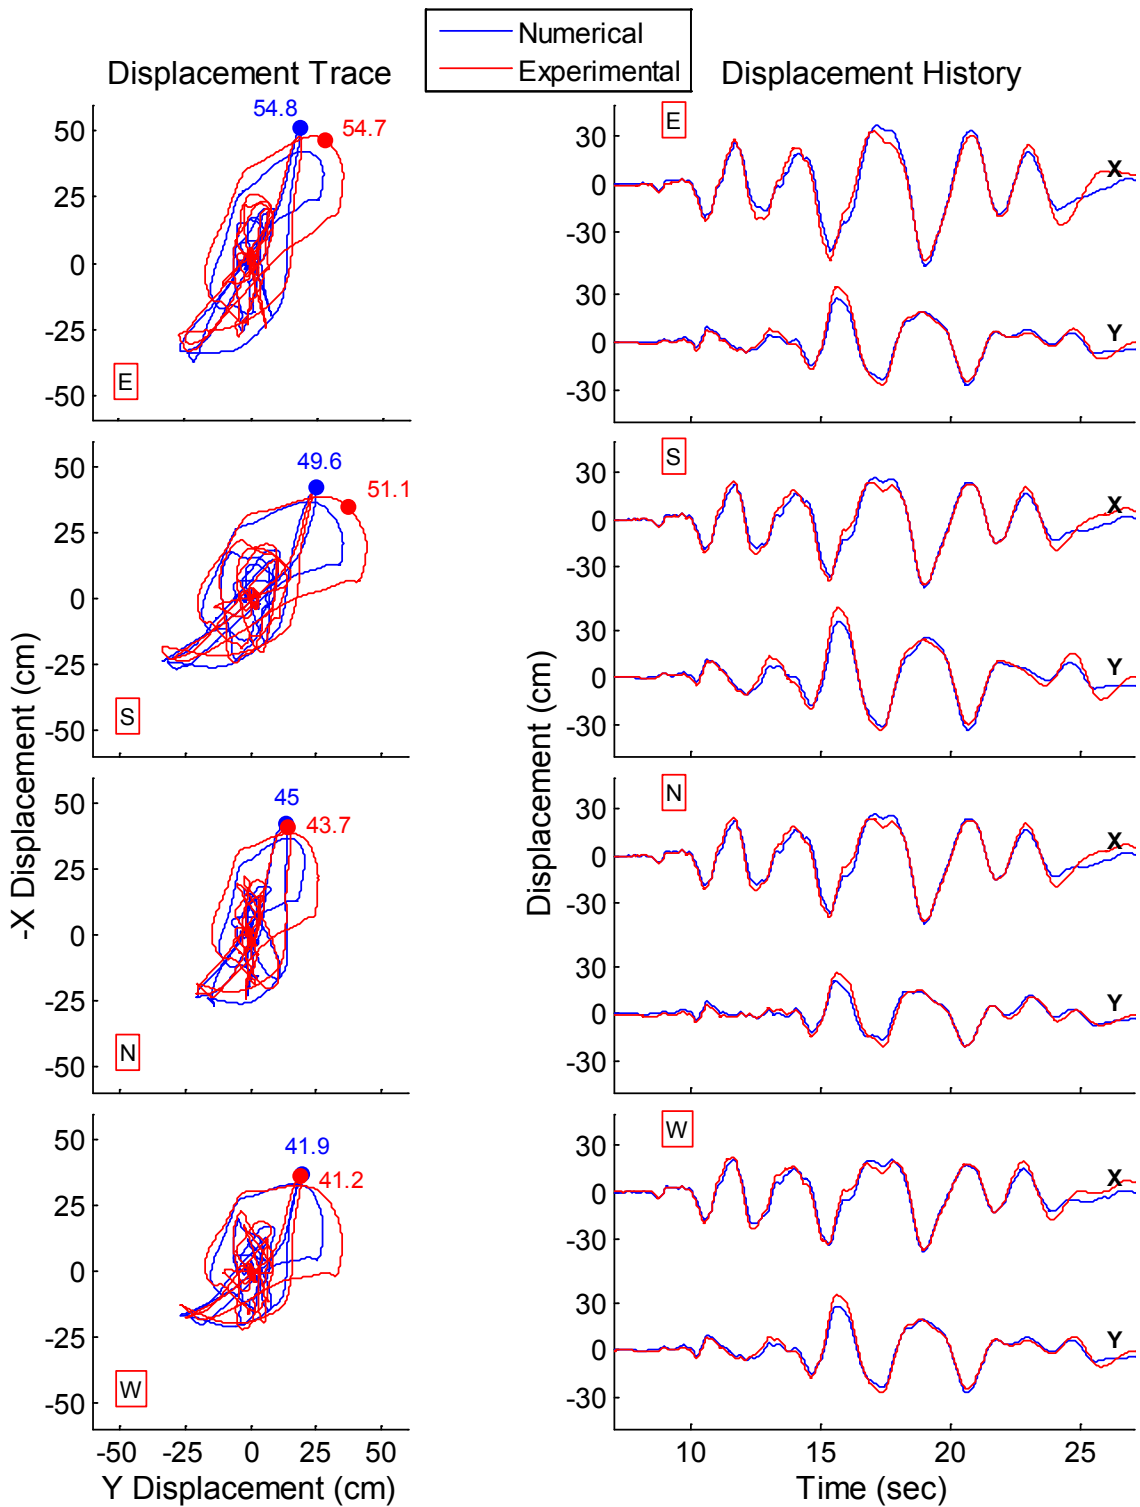 Numerical
Experimental
Displacement Trace
Displacement History
54.8
54.7
50
25
0
-25
-50
E
-50 -25 0 25 50
E
30
0
-30
X
30
0
-30
Y
49.6
51.1
50
25
0
-25
-50
S
S
30
0
-30
X
30
0
-30
Y
45
43.7
50
25
0
-25
-50
N
N
30
0
-30
X
30
0
-30
Y
41.9
41.2
50
25
0
-25
-50
W
W
30
0
-30
X
30
0
-30
Y
10 15 20 25
-X Displacement (cm)
Displacement (cm)
Y Displacement (cm)
Time (sec)